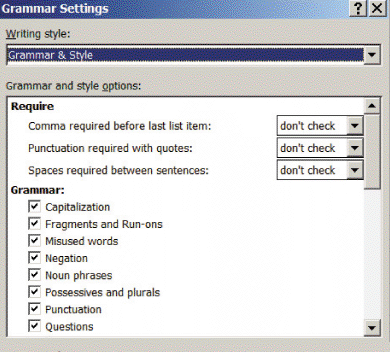 Grammar Settings
Writing style:
Grammar & Style
Grammar and style options:
Require
Comma required before last list item: don't check
Punctuation required with quotes: don't check
Spaces required between sentences: don't check
Grammar:
Capitalization
Fragments and Run-ons
Misused words
Negation
Noun phrases
Possessives and plurals
Punctuation
Questions